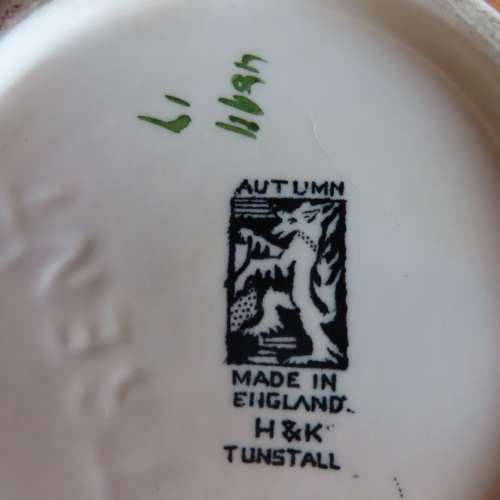 AUTUMN
MADE IN
ENGLAND.
H & K
TUNSTALL